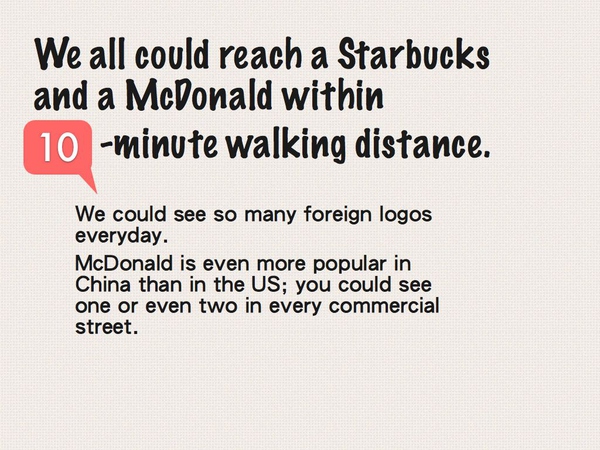 We all could reach a Starbucks
and a McDonald within
10 -minute walking distance.
We could see so many foreign logos
everyday.
McDonald is even more popular in
China than in the US; you could see
one or even two in every commercial
street.